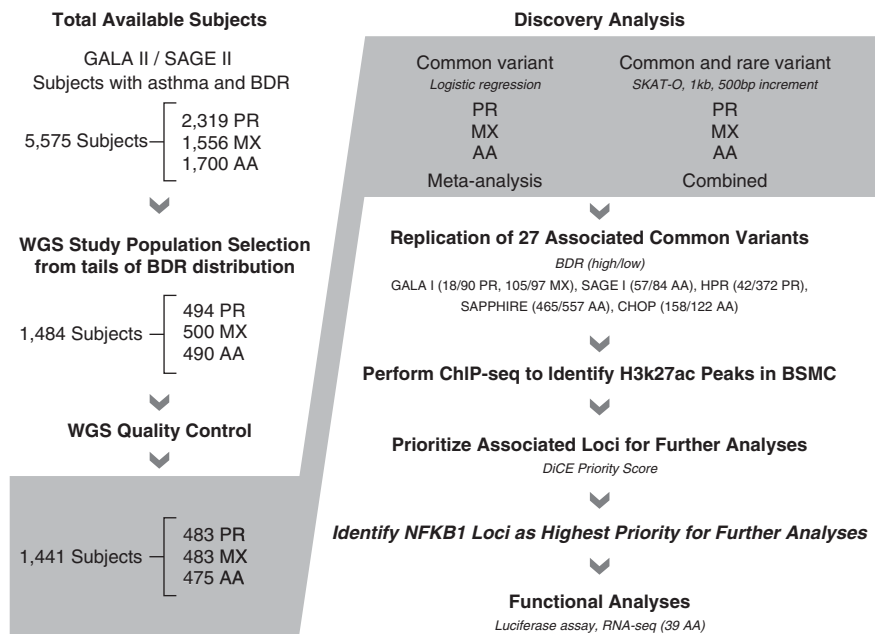 Total Available Subjects
GALA II / SAGE II
Subjects with asthma and BDR
5,575 Subjects
2,319 PR
1,556 MX
1,700 AA
WGS Study Population Selection
from tails of BDR distribution
1,484 Subjects
494 PR
500 MX
490 AA
WGS Quality Control
1,441 Subjects
483 PR
483 MX
475 AA
Discovery Analysis
Common variant
Logistic regression
PR
MX
AA
Meta-analysis
Common and rare variant
SKAT-O, 1kb, 500bp increment
PR
MX
AA
Combined
Replication of 27 Associated Common Variants
BDR (high/low)
GALA I (18/90 PR, 105/97 MX), SAGE I (57/84 AA), HPR (42/372 PR),
SAPPHIRE (465/557 AA), CHOP (158/122 AA)
Perform ChIP-seq to Identify H3k27ac Peaks in BSMC
Prioritize Associated Loci for Further Analyses
DiCE Priority Score
Identify NFKB1 Loci as Highest Priority for Further Analyses
Functional Analyses
Luciferase assay, RNA-seq (39 AA)